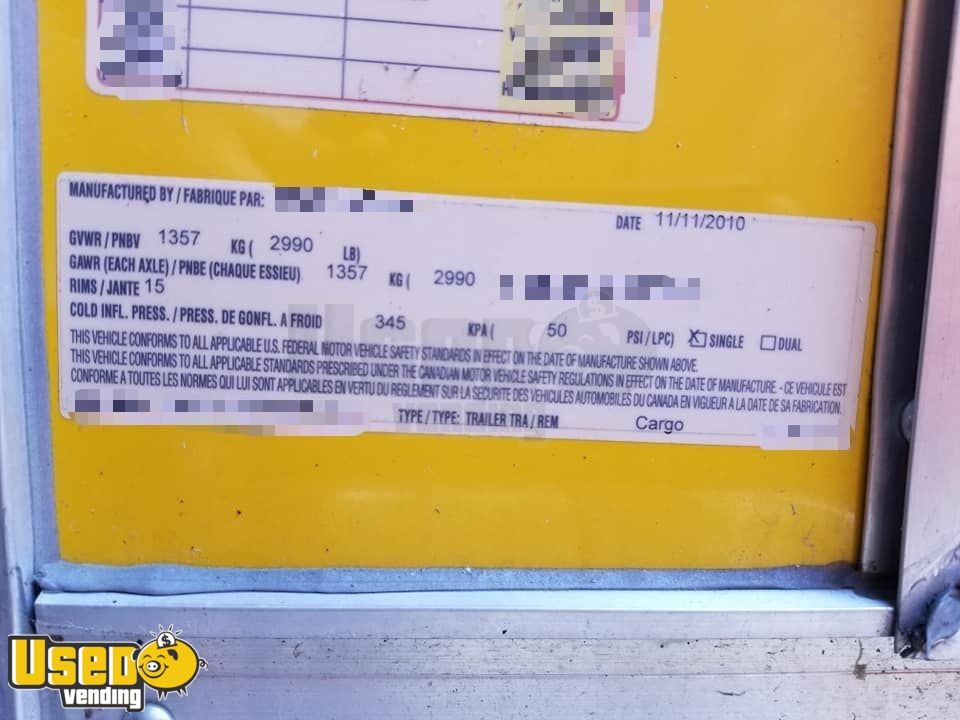 MANUFACTURED BY / FABRIQUE PAR:
DATE 11/11/2010
GVWR / PNBV 1357 KG ( 2990 LB)
GAWR (EACH AXLE) / PNBE (CHAQUE ESSIEU) 1357 KG ( 2990
RIMS / JANTE 15
COLD INFL. PRESS. / PRESS. DE GONFL. A FROID 345 KPA ( 50 PSI / LPC) X SINGLE DUAL
THIS VEHICLE CONFORMS TO ALL APPLICABLE U.S. FEDERAL MOTOR VEHICLE SAFETY STANDARDS IN EFFECT ON THE DATE OF MANUFACTURE SHOWN ABOVE.
THIS VEHICLE CONFORMS TO ALL APPLICABLE STANDARDS PRESCRIBED UNDER THE CANADIAN MOTOR VEHICLE SAFETY REGULATIONS IN EFFECT ON THE DATE OF MANUFACTURE. - CE VEHICULE EST
CONFORME A TOUTES LES NORMES QUI LUI SONT APPLICABLES EN VERTU DU REGLEMENT SUR LA SECURITE DES VEHICULES AUTOMOBILES DU CANADA EN VIGUEUR A LA DATE DE SA FABRICATION.
TYPE / TYPE: TRAILER TRA / REM Cargo
USED
vending